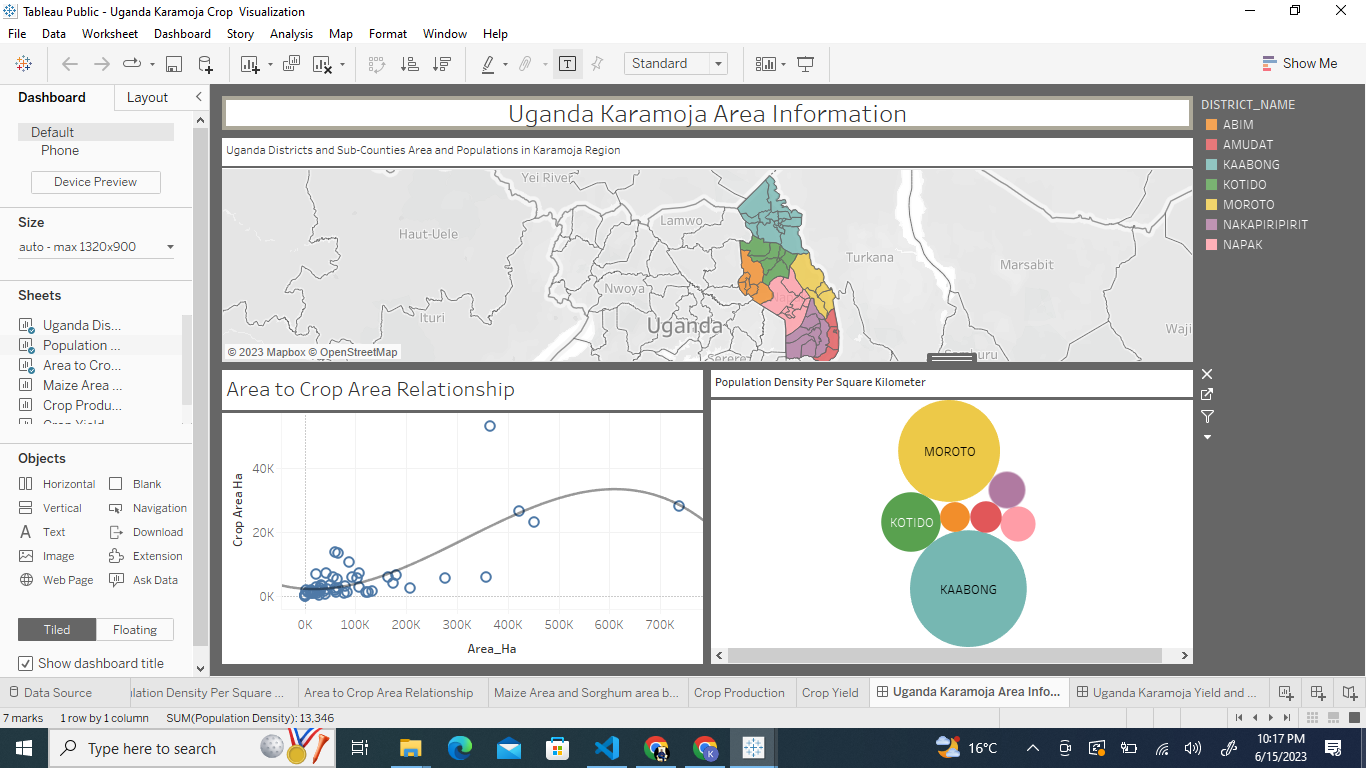 Tableau Public - Uganda Karamoja Crop Visualization
File Data Worksheet Dashboard Story Analysis Map Format Window Help
Standard
Show Me
Dashboard Layout
Default
Phone
Device Preview
Size
auto - max 1320x900
Sheets
Uganda Dis...
Population ...
Area to Cro...
Maize Area ...
Crop Produ...
Crop Yield
Objects
Horizontal Blank
Vertical Navigation
Text Download
Image Extension
Web Page Ask Data
Tiled Floating
Show dashboard title
Uganda Karamoja Area Information
Uganda Districts and Sub-Counties Area and Populations in Karamoja Region
Yei River
Lamwo
Haut-Uele
Turkana
Marsabit
Nwoya
Ituri
Uganda
Waji
Serere
Samburu
© 2023 Mapbox © OpenStreetMap
DISTRICT_NAME
ABIM
AMUDAT
KAABONG
KOTIDO
MOROTO
NAKAPIRIPIRIT
NAPAK
Area to Crop Area Relationship
Crop Area Ha
40K
20K
0K
0K 100K 200K 300K 400K 500K 600K 700K
Area_Ha
Population Density Per Square Kilometer
MOROTO
KOTIDO
KAABONG
Data Source
lation Density Per Square ...
Area to Crop Area Relationship
Maize Area and Sorghum area b...
Crop Production
Crop Yield
Uganda Karamoja Area Info...
Uganda Karamoja Yield and ...
7 marks 1 row by 1 column SUM(Population Density): 13,346
Type here to search
16°C
10:17 PM
6/15/2023